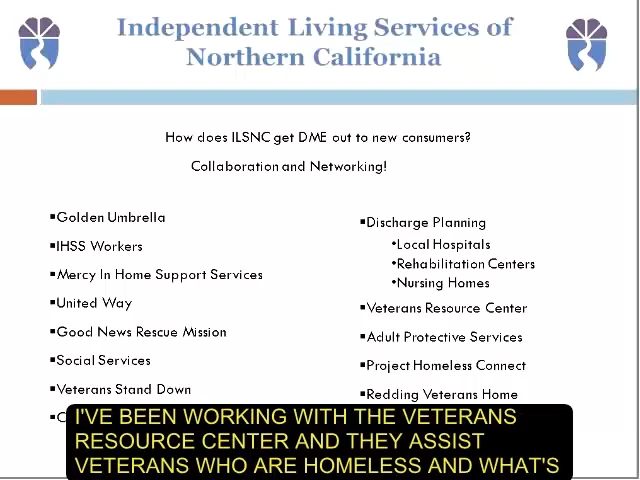 Independent Living Services of
Northern California
How does ILSNC get DME out to new consumers?
Collaboration and Networking!
▪Golden Umbrella
▪IHSS Workers
▪Mercy In Home Support Services
▪United Way
▪Good News Rescue Mission
▪Social Services
▪Veterans Stand Down
▪Discharge Planning
•Local Hospitals
•Rehabilitation Centers
•Nursing Homes
▪Veterans Resource Center
▪Adult Protective Services
▪Project Homeless Connect
▪Redding Veterans Home
I'VE BEEN WORKING WITH THE VETERANS
RESOURCE CENTER AND THEY ASSIST
VETERANS WHO ARE HOMELESS AND WHAT'S